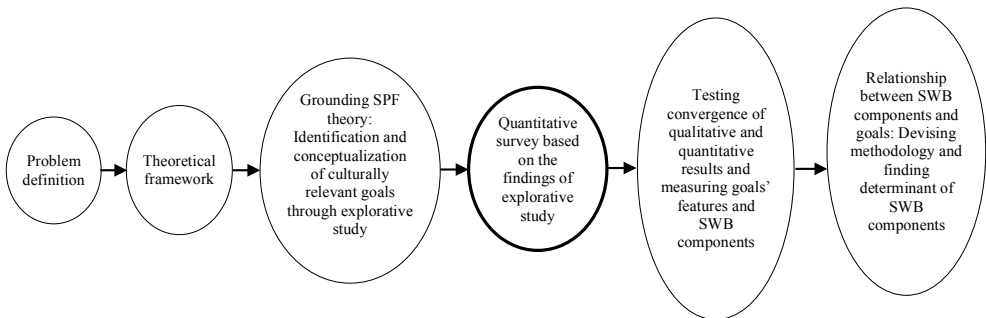 Problem
definition
Theoretical
framework
Grounding SPF
theory:
Identification and
conceptualization
of culturally
relevant goals
through explorative
study
Quantitative
survey based
on the
findings of
explorative
study
Testing
convergence of
qualitative and
quantitative
results and
measuring goals’
features and
SWB
components
Relationship
between SWB
components and
goals: Devising
methodology and
finding
determinant of
SWB
components